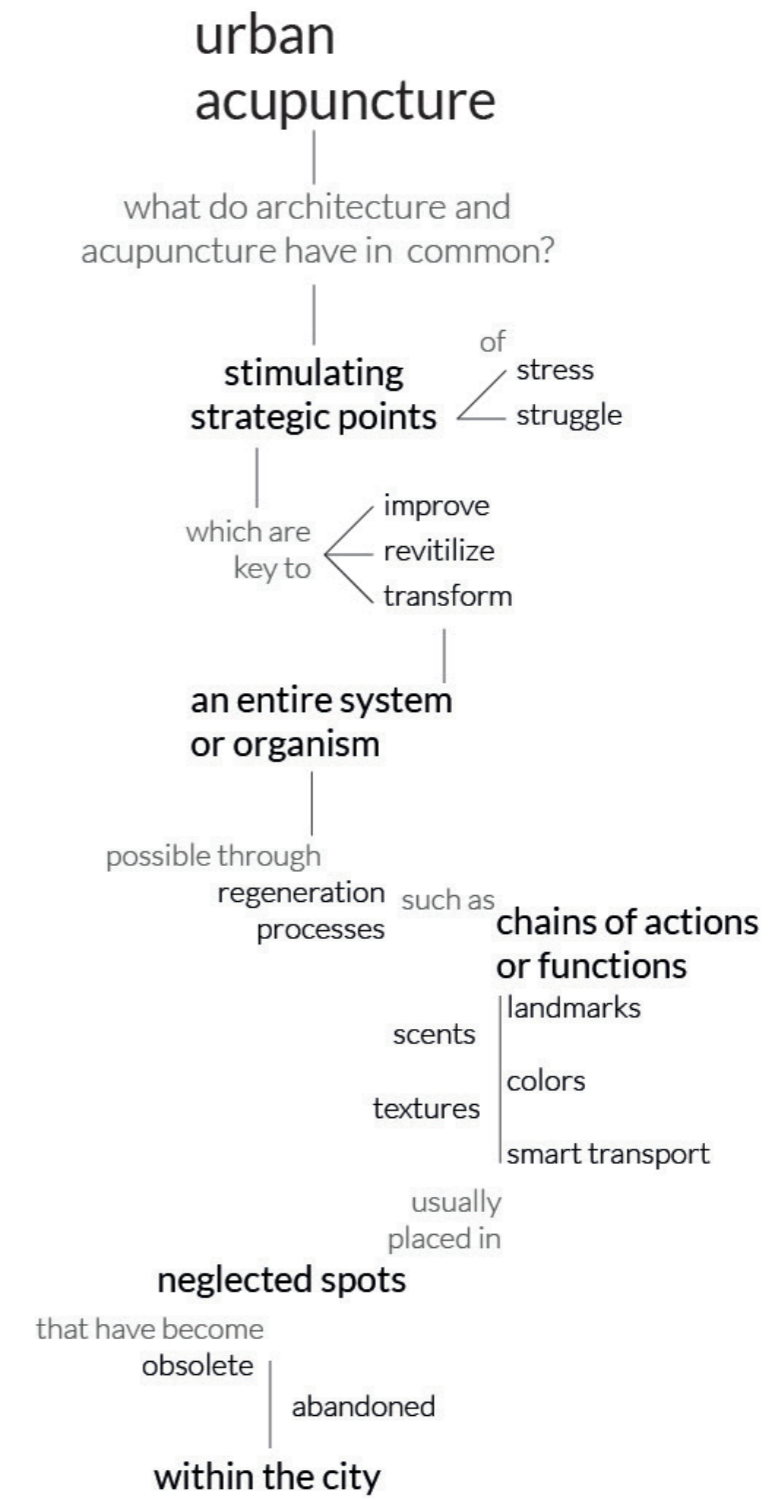 urban
acupuncture
what do architecture and
acupuncture have in common?
stimulating
strategic points
of
stress
struggle
which are
key to
improve
revitilize
transform
an entire system
or organism
possible through
regeneration
processes
such as
chains of actions
or functions
landmarks
scents
colors
textures
smart transport
usually
placed in
neglected spots
that have become
obsolete
abandoned
within the city